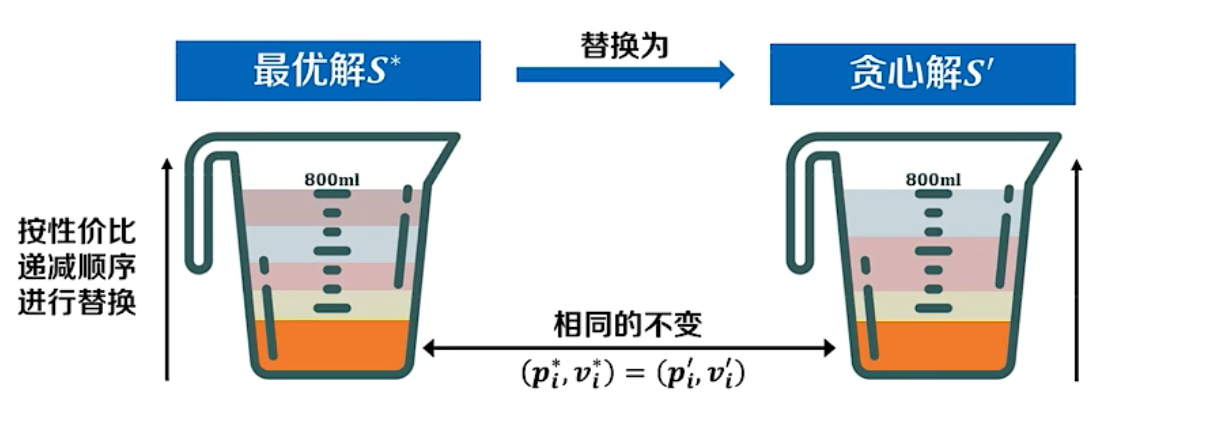 最优解S*
替换为
贪心解S′
800ml
800ml
按性价比
递减顺序
进行替换
相同的不变
(p*ᵢ, v*ᵢ) = (p′ᵢ, v′ᵢ)